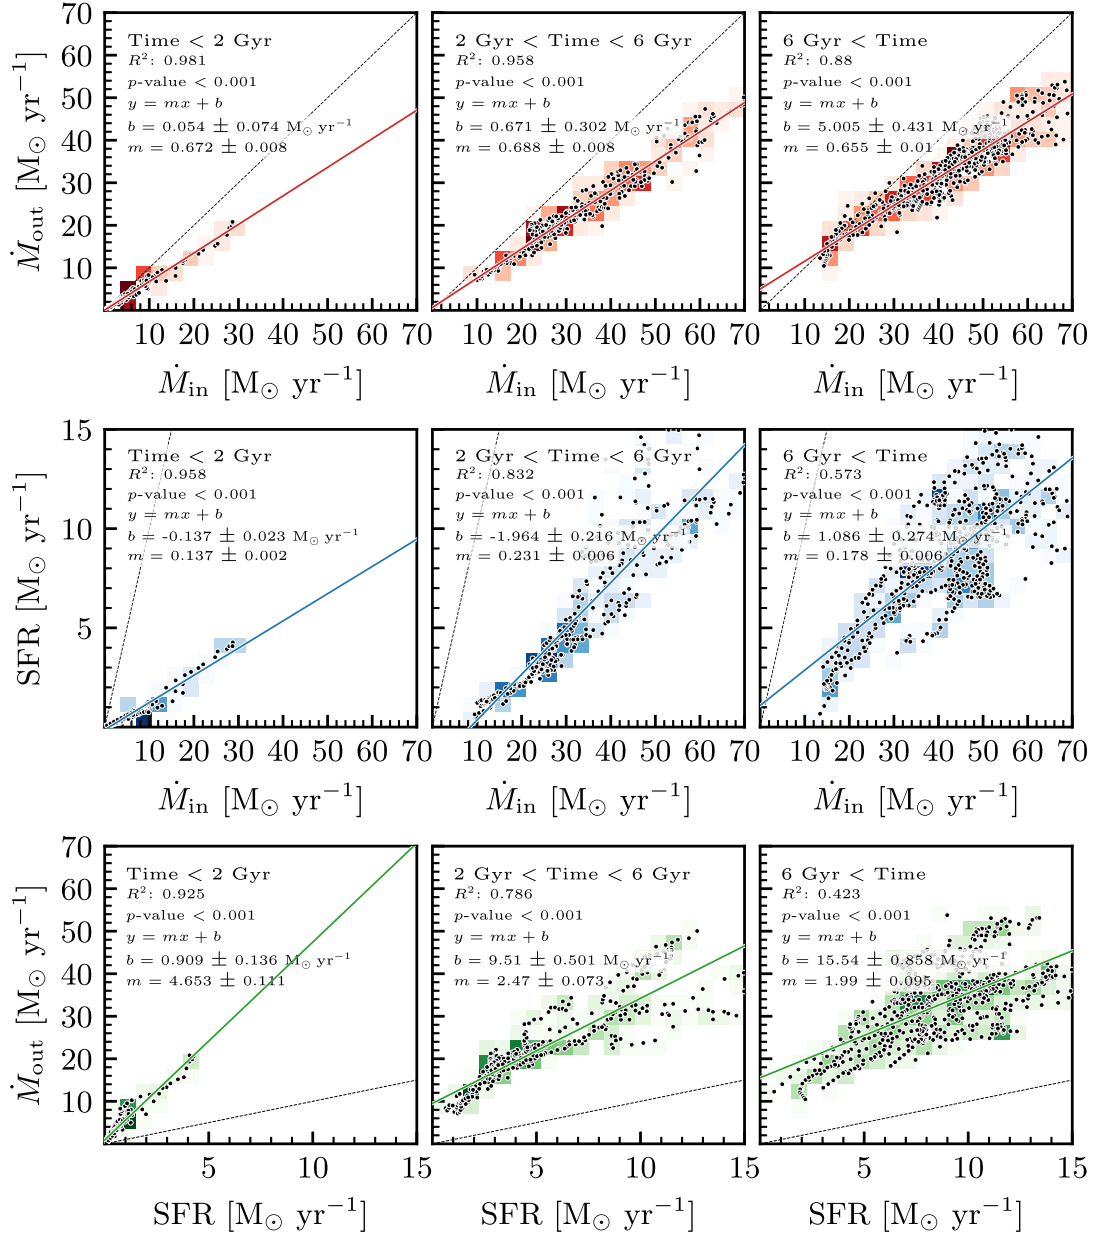 70
60
50
40
30
20
10
Ṁout [M⊙ yr−1]
Time < 2 Gyr
R2: 0.981
p-value < 0.001
y = mx + b
b = 0.054 ± 0.074 M⊙ yr−1
m = 0.672 ± 0.008
2 Gyr < Time < 6 Gyr
R2: 0.958
p-value < 0.001
y = mx + b
b = 0.671 ± 0.302 M⊙ yr−1
m = 0.688 ± 0.008
6 Gyr < Time
R2: 0.88
p-value < 0.001
y = mx + b
b = 5.005 ± 0.431 M⊙ yr−1
m = 0.655 ± 0.01
10 20 30 40 50 60 70
10 20 30 40 50 60 70
10 20 30 40 50 60 70
Ṁin [M⊙ yr−1]
Ṁin [M⊙ yr−1]
Ṁin [M⊙ yr−1]
15
10
5
SFR [M⊙ yr−1]
Time < 2 Gyr
R2: 0.958
p-value < 0.001
y = mx + b
b = -0.137 ± 0.023 M⊙ yr−1
m = 0.137 ± 0.002
2 Gyr < Time < 6 Gyr
R2: 0.832
p-value < 0.001
y = mx + b
b = -1.964 ± 0.216 M⊙ yr−1
m = 0.231 ± 0.006
6 Gyr < Time
R2: 0.573
p-value < 0.001
y = mx + b
b = 1.086 ± 0.274 M⊙ yr−1
m = 0.178 ± 0.006
10 20 30 40 50 60 70
10 20 30 40 50 60 70
10 20 30 40 50 60 70
Ṁin [M⊙ yr−1]
Ṁin [M⊙ yr−1]
Ṁin [M⊙ yr−1]
70
60
50
40
30
20
10
Ṁout [M⊙ yr−1]
Time < 2 Gyr
R2: 0.925
p-value < 0.001
y = mx + b
b = 0.909 ± 0.136 M⊙ yr−1
m = 4.653 ± 0.111
2 Gyr < Time < 6 Gyr
R2: 0.786
p-value < 0.001
y = mx + b
b = 9.51 ± 0.501 M⊙ yr−1
m = 2.47 ± 0.073
6 Gyr < Time
R2: 0.423
p-value < 0.001
y = mx + b
b = 15.54 ± 0.858 M⊙ yr−1
m = 1.99 ± 0.095
5 10 15
5 10 15
5 10 15
SFR [M⊙ yr−1]
SFR [M⊙ yr−1]
SFR [M⊙ yr−1]